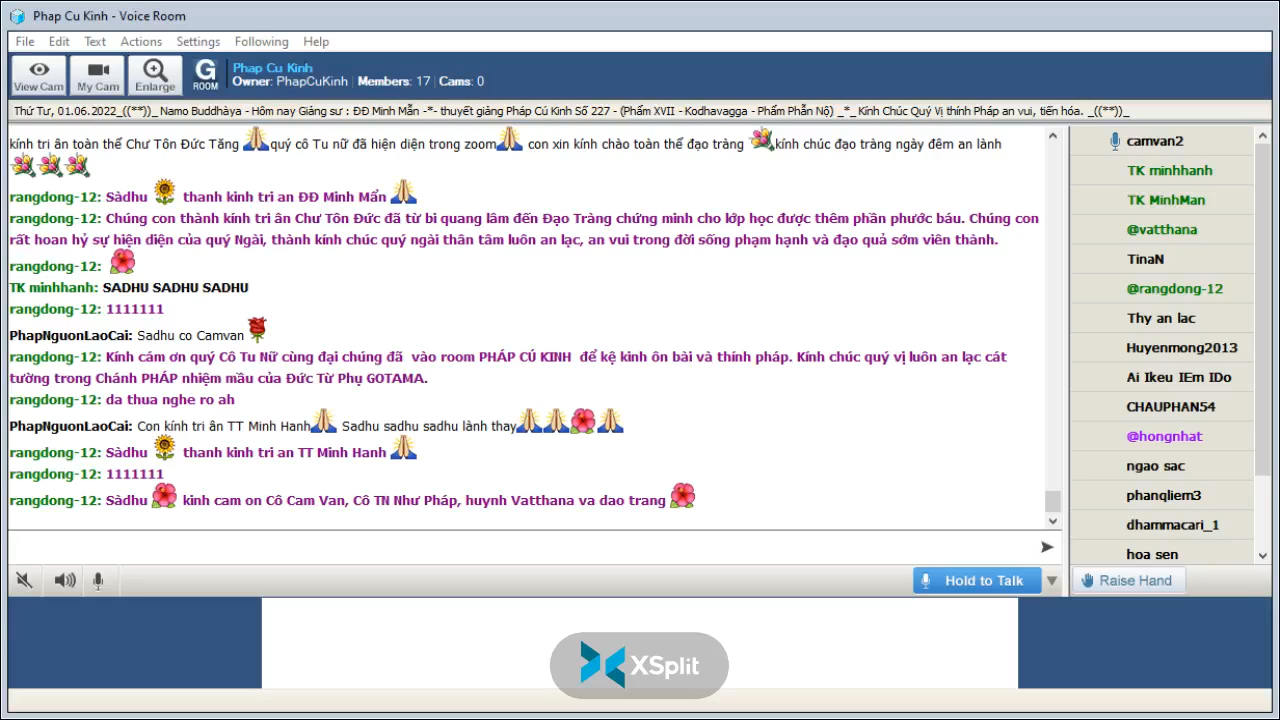 Phap Cu Kinh - Voice Room
File Edit Text Actions Settings Following Help
View Cam My Cam Enlarge G ROOM
Phap Cu Kinh
Owner: PhapCuKinh | Members: 17 | Cams: 0
Thứ Tư, 01.06.2022_((**))_ Namo Buddhàya - Hôm nay Giảng sư : ĐĐ Minh Mẫn -*- thuyết giảng Pháp Cú Kinh Số 227 - (Phẩm XVII - Kodhavagga - Phẩm Phẫn Nộ) _*_ Kính Chúc Quý Vị thính Pháp an vui, tiến hóa. _((**))_
kính tri ân toàn thể Chư Tôn Đức Tăng quý cô Tu nữ đã hiện diện trong zoom con xin kính chào toàn thể đạo tràng kính chúc đạo tràng ngày đêm an lành
rangdong-12: Sàdhu thanh kinh tri an ĐĐ Minh Mẩn
rangdong-12: Chúng con thành kính tri ân Chư Tôn Đức đã từ bi quang lâm đến Đạo Tràng chứng minh cho lớp học được thêm phần phước báu. Chúng con
rất hoan hỷ sự hiện diện của quý Ngài, thành kính chúc quý ngài thân tâm luôn an lạc, an vui trong đời sống phạm hạnh và đạo quả sớm viên thành.
rangdong-12:
TK minhhanh: SADHU SADHU SADHU
rangdong-12: 1111111
PhapNguonLaoCai: Sadhu co Camvan
rangdong-12: Kính cám ơn quý Cô Tu Nữ cùng đại chúng đã vào room PHÁP CÚ KINH để kệ kinh ôn bài và thính pháp. Kính chúc quý vị luôn an lạc cát
tường trong Chánh PHÁP nhiệm mầu của Đức Từ Phụ GOTAMA.
rangdong-12: da thua nghe ro ah
PhapNguonLaoCai: Con kính tri ân TT Minh Hanh Sadhu sadhu sadhu lành thay
rangdong-12: Sàdhu thanh kinh tri an TT Minh Hanh
rangdong-12: 1111111
rangdong-12: Sàdhu kinh cam on Cô Cam Van, Cô TN Như Pháp, huynh Vatthana va dao trang
camvan2
TK minhhanh
TK MinhMan
@vatthana
TinaN
@rangdong-12
Thy an lac
Huyenmong2013
Ai Ikeu IEm IDo
CHAUPHAN54
@hongnhat
ngao sac
phanqliem3
dhammacari_1
hoa sen
Hold to Talk
Raise Hand
XSplit